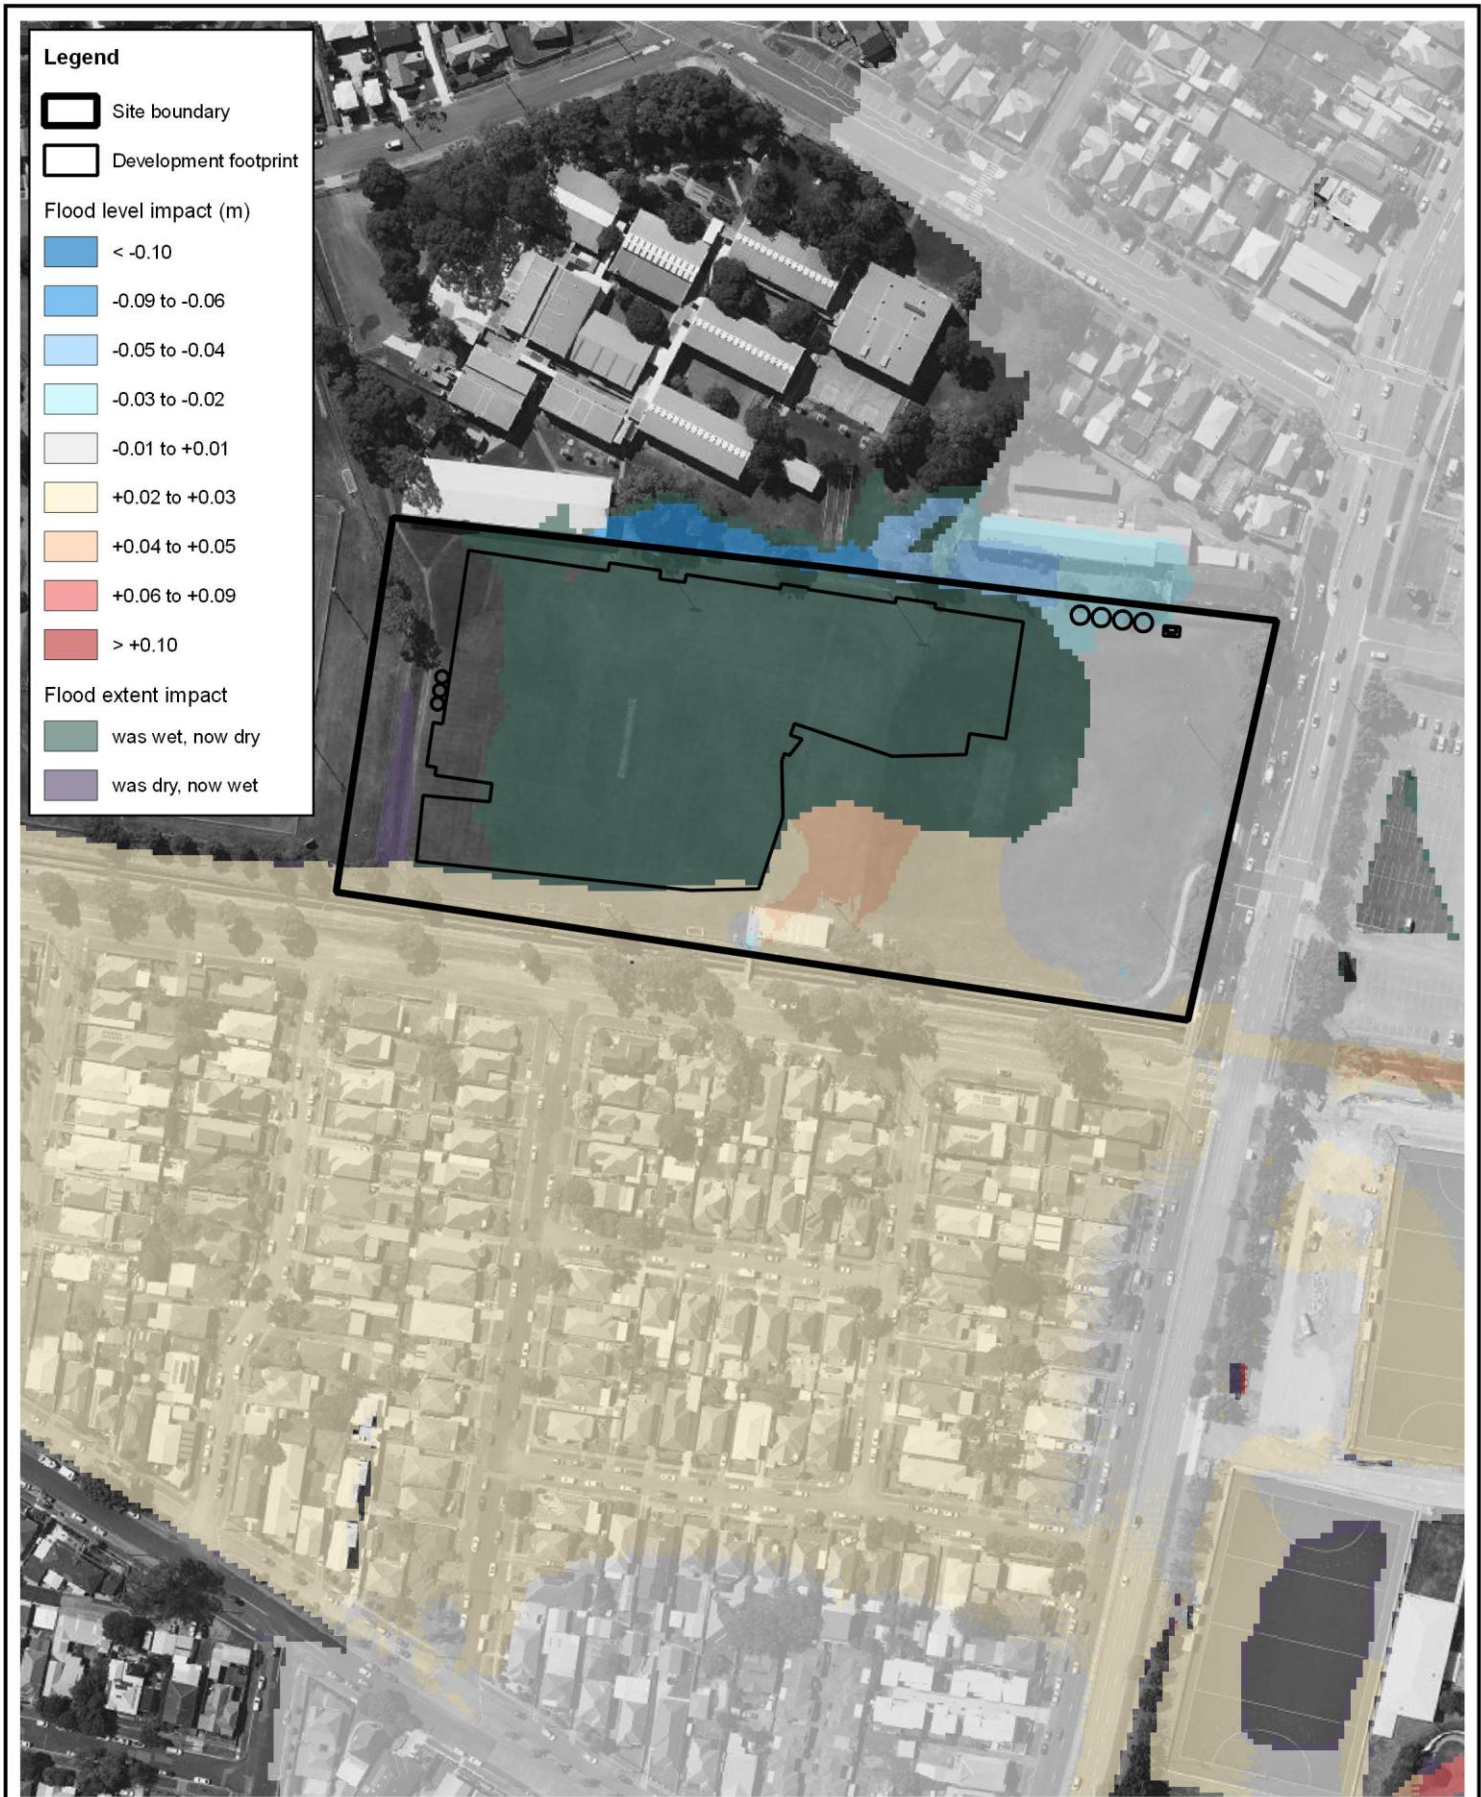 Legend
Site boundary
Development footprint
Flood level impact (m)
< -0.10
-0.09 to -0.06
-0.05 to -0.04
-0.03 to -0.02
-0.01 to +0.01
+0.02 to +0.03
+0.04 to +0.05
+0.06 to +0.09
> +0.10
Flood extent impact
was wet, now dry
was dry, now wet